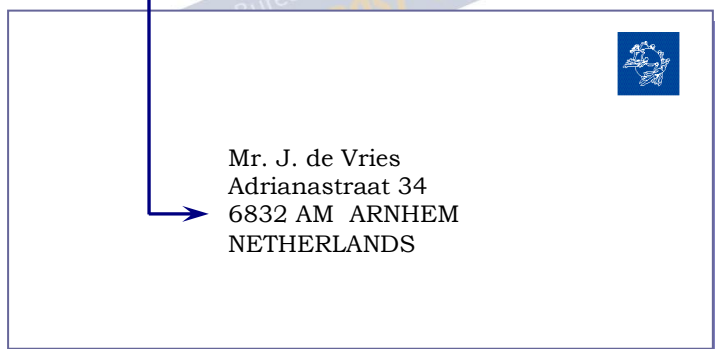 Mr. J. de Vries
Adrianastraat 34
6832 AM  ARNHEM
NETHERLANDS